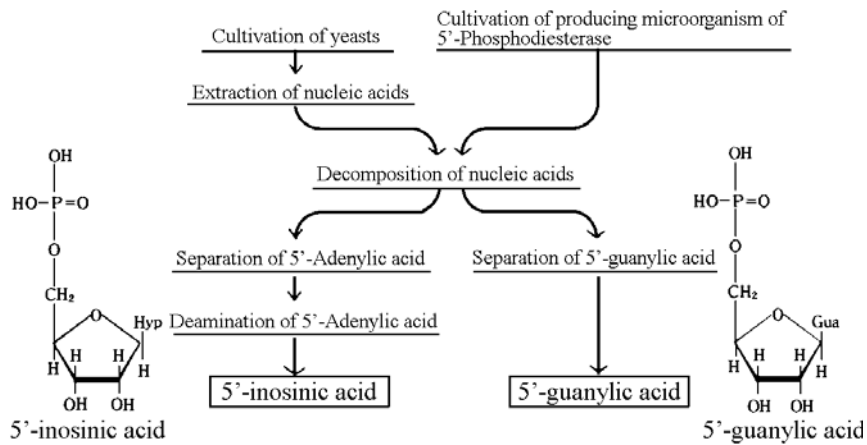 Cultivation of yeasts
Cultivation of producing microorganism of
5’-Phosphodiesterase
Extraction of nucleic acids
Decomposition of nucleic acids
Separation of 5’-Adenylic acid
Separation of 5’-guanylic acid
Deamination of 5’-Adenylic acid
5’-inosinic acid
5’-guanylic acid
OH
HO-P=O
O
CH₂
O
Hyp
H
H
H
H
OH OH
5’-inosinic acid
OH
HO-P=O
O
CH₂
O
Gua
H
H
H
H
OH OH
5’-guanylic acid